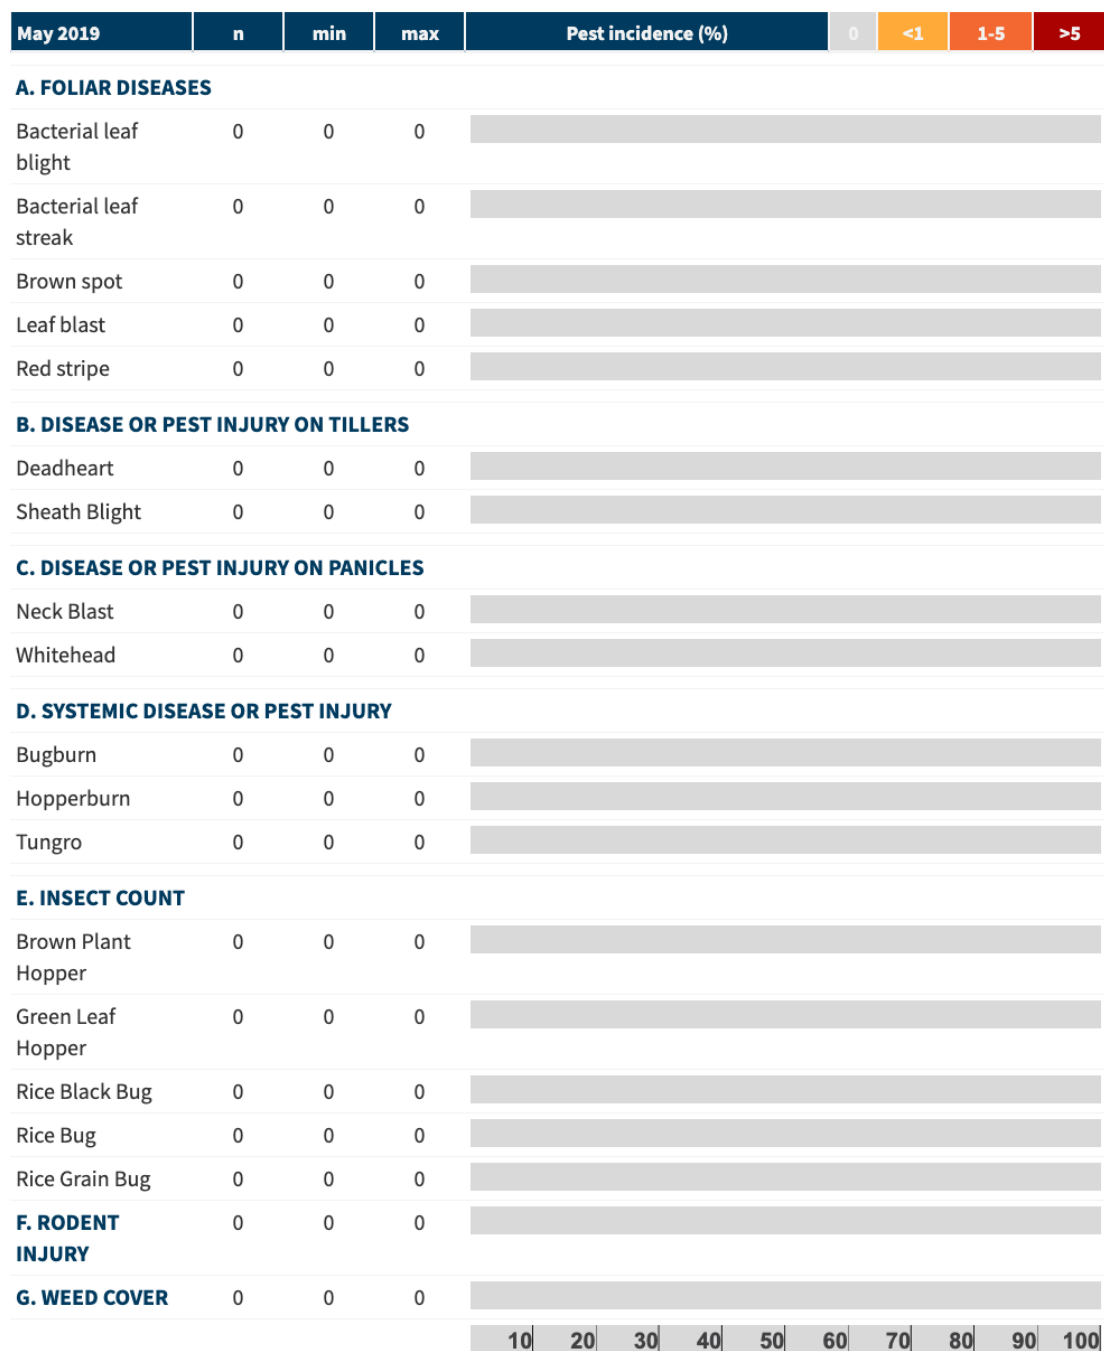 May 2019 n min max Pest incidence (%) 0 <1 1-5 >5
A. FOLIAR DISEASES
Bacterial leaf 0 0 0
blight
Bacterial leaf 0 0 0
streak
Brown spot 0 0 0
Leaf blast 0 0 0
Red stripe 0 0 0
B. DISEASE OR PEST INJURY ON TILLERS
Deadheart 0 0 0
Sheath Blight 0 0 0
C. DISEASE OR PEST INJURY ON PANICLES
Neck Blast 0 0 0
Whitehead 0 0 0
D. SYSTEMIC DISEASE OR PEST INJURY
Bugburn 0 0 0
Hopperburn 0 0 0
Tungro 0 0 0
E. INSECT COUNT
Brown Plant 0 0 0
Hopper
Green Leaf 0 0 0
Hopper
Rice Black Bug 0 0 0
Rice Bug 0 0 0
Rice Grain Bug 0 0 0
F. RODENT 0 0 0
INJURY
G. WEED COVER 0 0 0
10 20 30 40 50 60 70 80 90 100